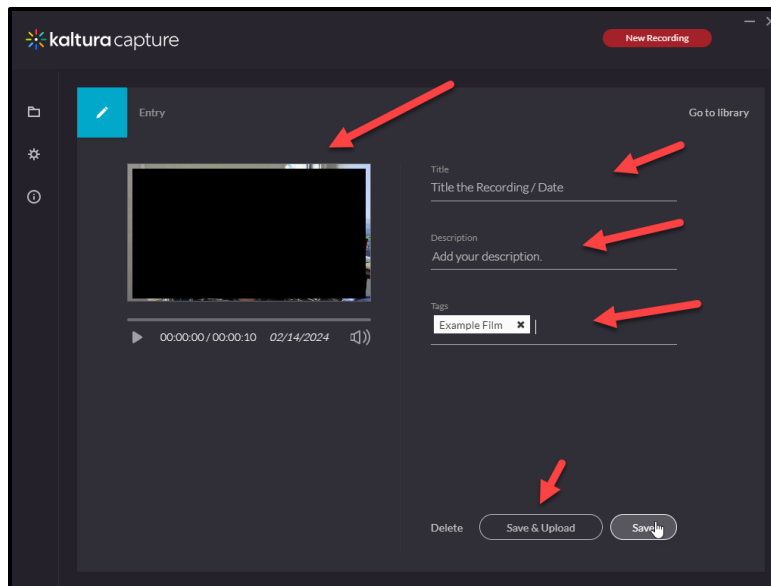 kaltura capture
New Recording
Entry
Go to library
Title
Title the Recording / Date
Description
Add your description.
Tags
Example Film
00:00:00 / 00:00:10 02/14/2024
Delete
Save & Upload
Save